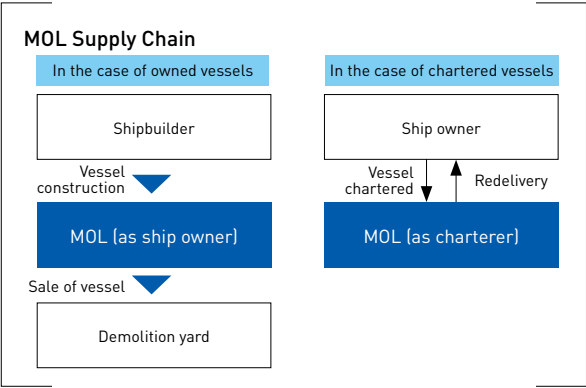 MOL Supply Chain
In the case of owned vessels
Shipbuilder
Vessel
construction
MOL (as ship owner)
Sale of vessel
Demolition yard
In the case of chartered vessels
Ship owner
Vessel
chartered
Redelivery
MOL (as charterer)